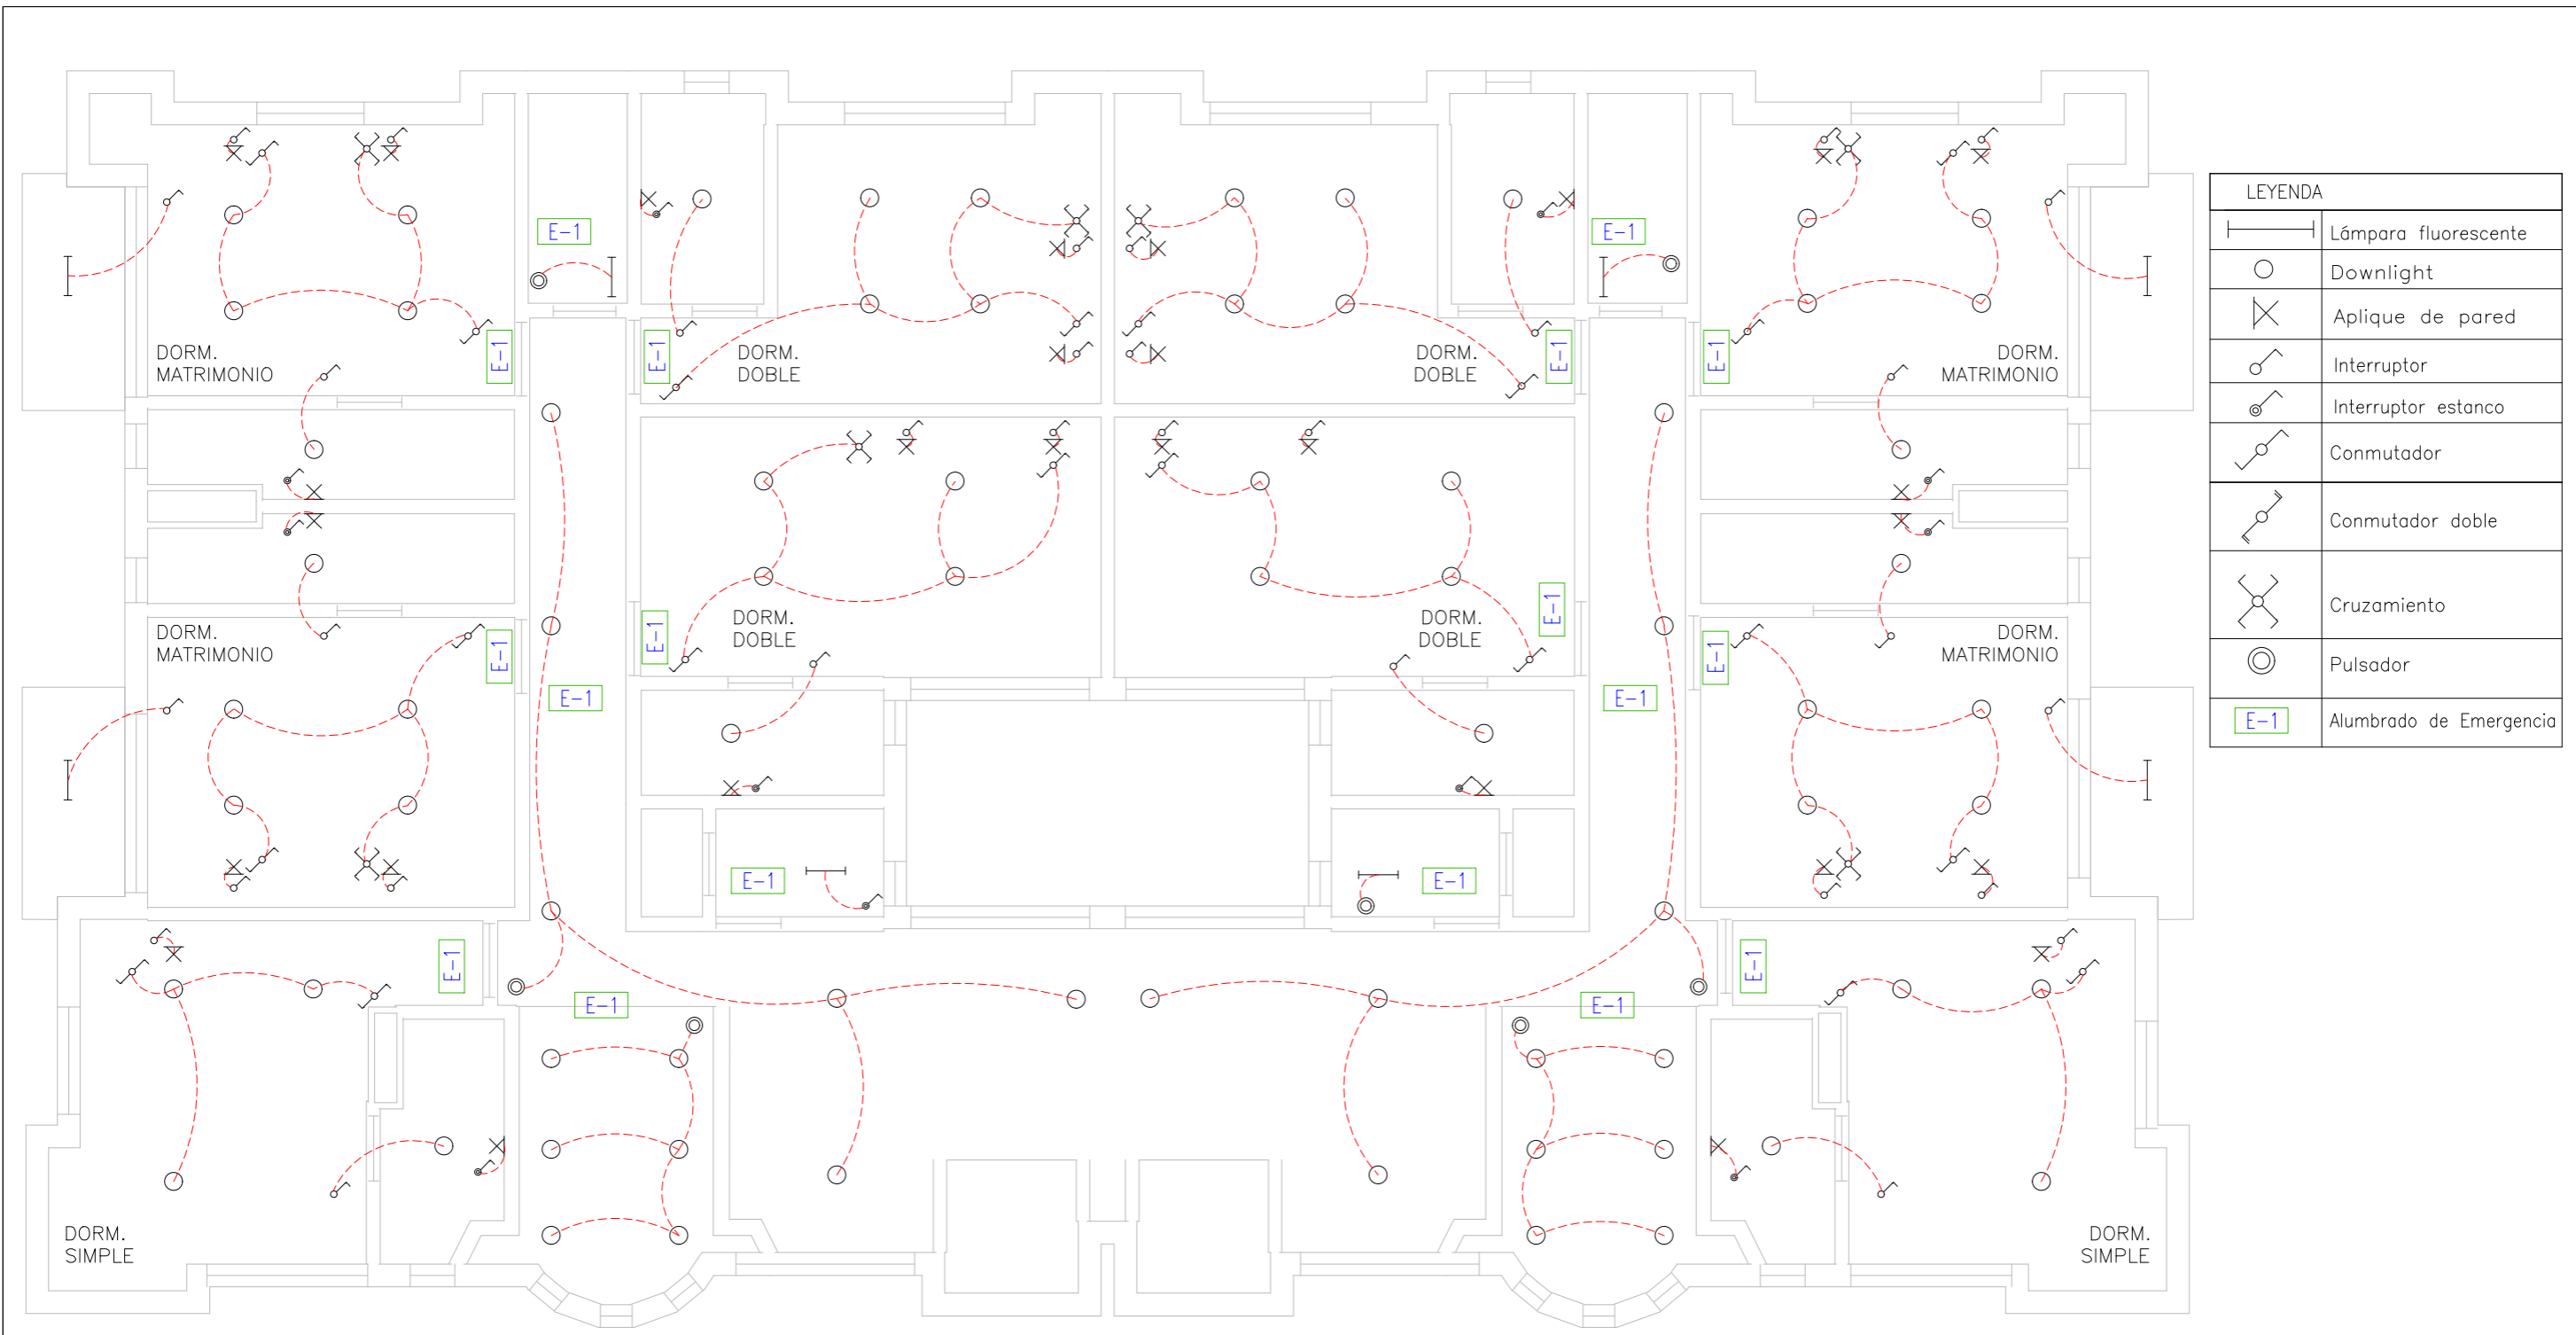 E-1
E-1
LEYENDA
Lámpara fluorescente
Downlight
Aplique de pared
Interruptor
Interruptor estanco
Conmutador
Conmutador doble
Cruzamiento
Pulsador
E-1 Alumbrado de Emergencia
DORM.
MATRIMONIO
E-1
E-1
DORM.
DOBLE
DORM.
DOBLE
E-1
E-1
DORM.
MATRIMONIO
DORM.
MATRIMONIO
E-1
E-1
DORM.
DOBLE
DORM.
DOBLE
E-1
E-1
DORM.
MATRIMONIO
E-1
E-1
E-1
E-1
E-1
E-1
E-1
E-1
DORM.
SIMPLE
DORM.
SIMPLE